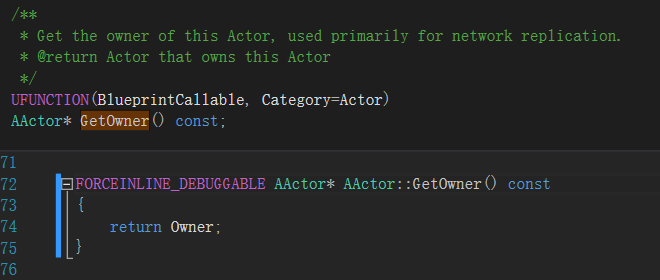 /**
* Get the owner of this Actor, used primarily for network replication.
* @return Actor that owns this Actor
*/
UFUNCTION(BlueprintCallable, Category=Actor)
AActor* GetOwner() const;
71
72 FORCEINLINE_DEBUGGABLE AActor* AActor::GetOwner() const
73 {
74 return Owner;
75 }
76